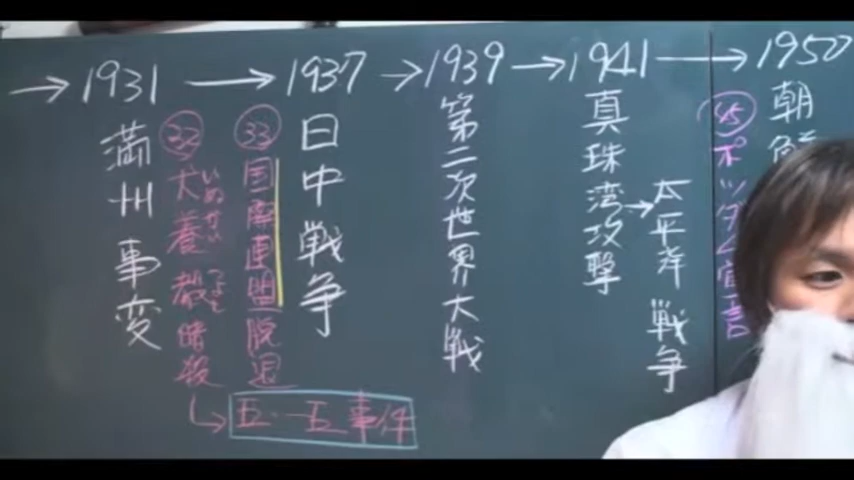 →1931→1937→1939→1941→1950
満州事変
㉜
犬養毅暗殺
いぬかい
つよし
↳五・一五事件
㉝
国際連盟脱退
日中戦争
第二次世界大戦
真珠湾攻撃
→太平洋戦争
㊺
ポツダム宣言
朝鮮